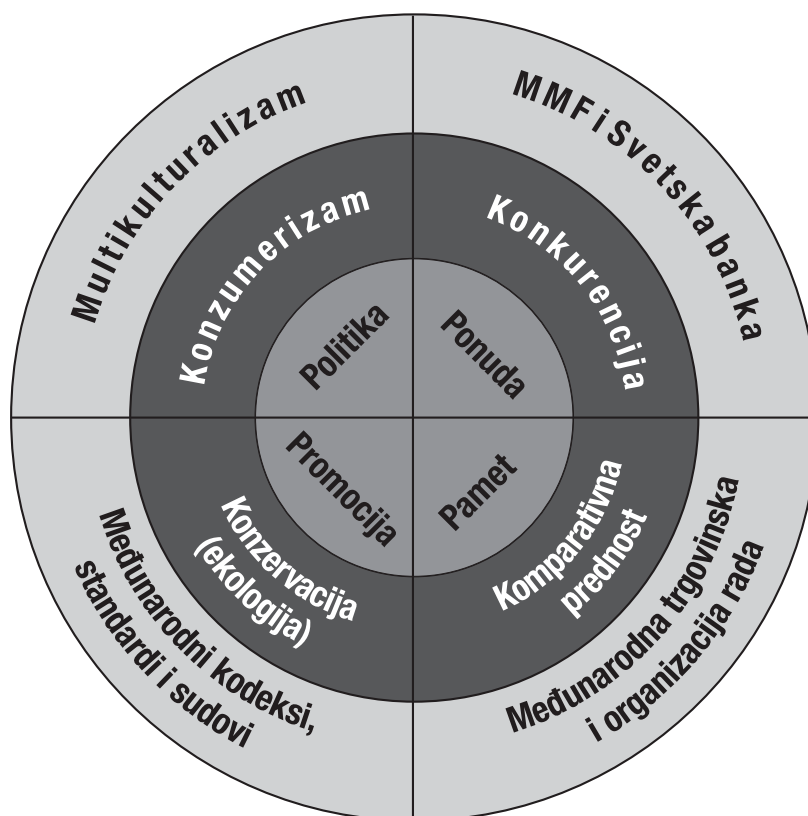 Multikulturalizam
MMF i Svetska banka
Konzumerizam
Konkurencija
Politika
Ponuda
Promocija
Pamet
Konzervacija
(ekologija)
Komparativna
prednost
Međunarodni kodeksi,
standardi i sudovi
Međunarodna trgovinska
i organizacija rada